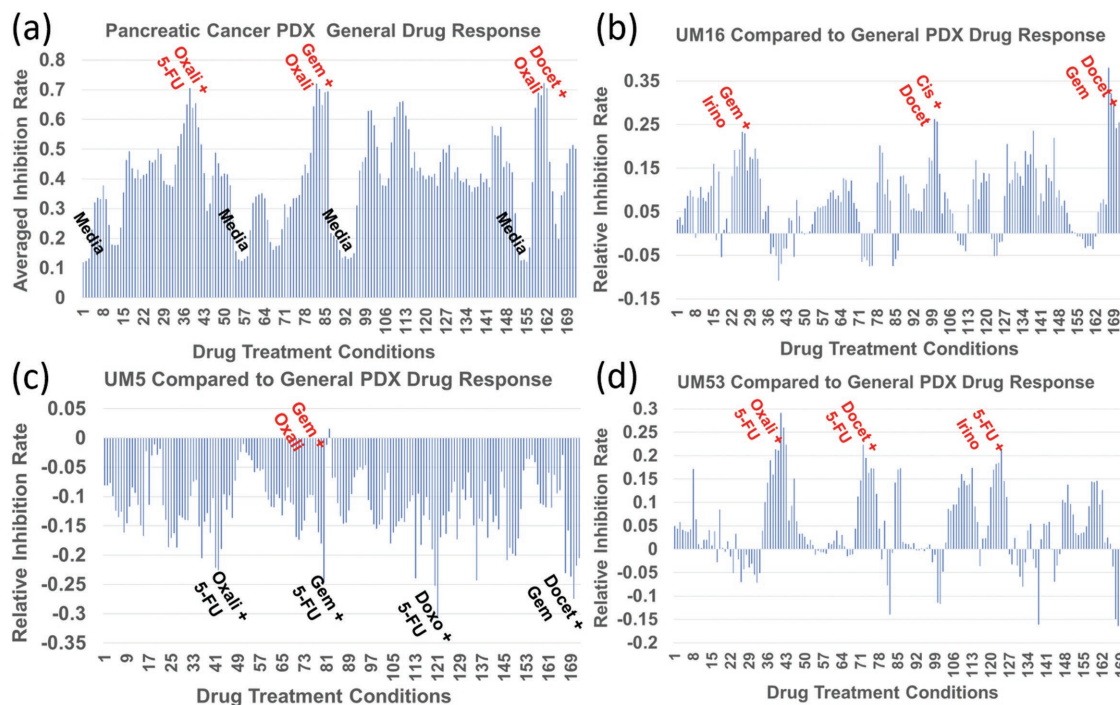 (a)
Pancreatic Cancer PDX General Drug Response
Averaged Inhibition Rate
0.8
0.7
0.6
0.5
0.4
0.3
0.2
0.1
0
Media
Oxali +
5-FU
Media
Gem +
Oxali
Media
Media
Docet +
Oxali
1 8 15 22 29 36 43 50 57 64 71 78 85 92 99 106 113 120 127 134 141 148 155 162 169
Drug Treatment Conditions
(b)
UM16 Compared to General PDX Drug Response
Relative Inhibition Rate
0.35
0.25
0.15
0.05
-0.05
-0.15
Gem +
Irino
Cis +
Docet
Docet +
Gem
1 8 15 22 29 36 43 50 57 64 71 78 85 92 99 106 113 120 127 134 141 148 155 162 169
Drug Treatment Conditions
(c)
UM5 Compared to General PDX Drug Response
Relative Inhibition Rate
0.05
0
-0.05
-0.1
-0.15
-0.2
-0.25
-0.3
-0.35
Gem +
Oxali
Oxali +
5-FU
Gem +
5-FU
Doxo +
5-FU
Docet +
Gem
1 9 17 25 33 41 49 57 65 73 81 89 97 105 113 121 129 137 145 153 161 169
Drug Treatment Conditions
(d)
UM53 Compared to General PDX Drug Response
Relative Inhibition Rate
0.3
0.25
0.2
0.15
0.1
0.05
0
-0.05
-0.1
-0.15
-0.2
Oxali +
5-FU
Docet +
5-FU
5-FU +
Irino
1 8 15 22 29 36 43 50 57 64 71 78 85 92 99 106 113 120 127 134 141 148 155 162 169
Drug Treatment Conditions